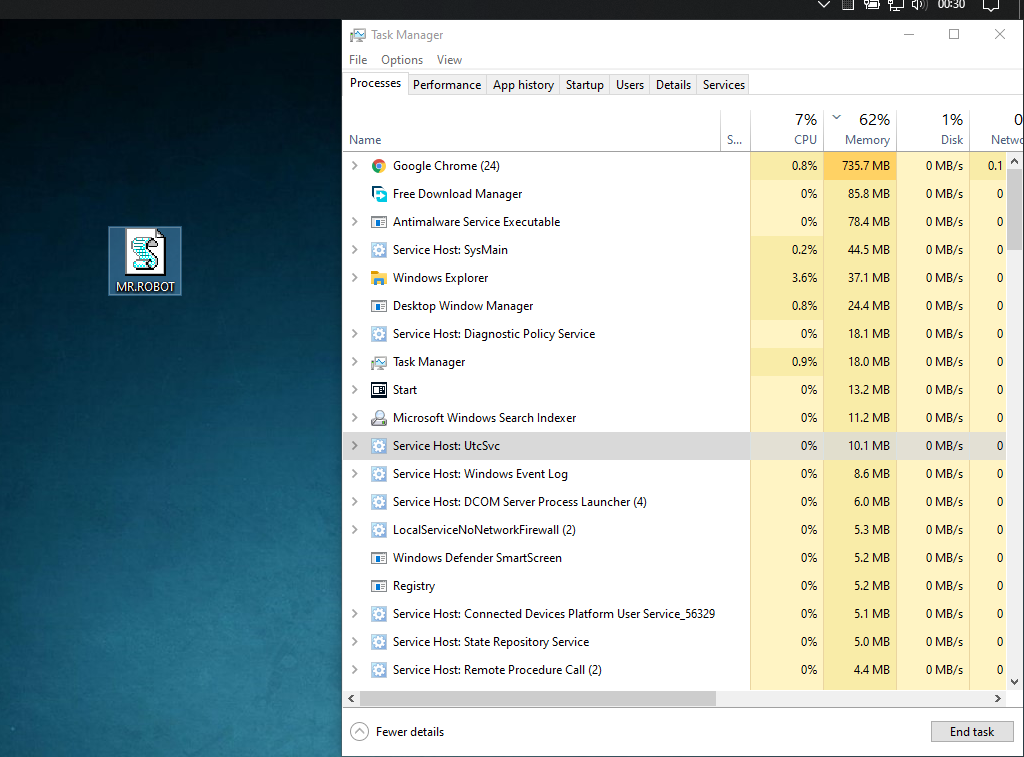 00:30
MR.ROBOT
Task Manager
File Options View
Processes Performance App history Startup Users Details Services
7% 62% 1% 0
Name S... CPU Memory Disk Netwo
Google Chrome (24) 0.8% 735.7 MB 0 MB/s 0.1
Free Download Manager 0% 85.8 MB 0 MB/s 0
Antimalware Service Executable 0% 78.4 MB 0 MB/s 0
Service Host: SysMain 0.2% 44.5 MB 0 MB/s 0
Windows Explorer 3.6% 37.1 MB 0 MB/s 0
Desktop Window Manager 0.8% 24.4 MB 0 MB/s 0
Service Host: Diagnostic Policy Service 0% 18.1 MB 0 MB/s 0
Task Manager 0.9% 18.0 MB 0 MB/s 0
Start 0% 13.2 MB 0 MB/s 0
Microsoft Windows Search Indexer 0% 11.2 MB 0 MB/s 0
Service Host: UtcSvc 0% 10.1 MB 0 MB/s 0
Service Host: Windows Event Log 0% 8.6 MB 0 MB/s 0
Service Host: DCOM Server Process Launcher (4) 0% 6.0 MB 0 MB/s 0
LocalServiceNoNetworkFirewall (2) 0% 5.3 MB 0 MB/s 0
Windows Defender SmartScreen 0% 5.2 MB 0 MB/s 0
Registry 0% 5.2 MB 0 MB/s 0
Service Host: Connected Devices Platform User Service_56329 0% 5.1 MB 0 MB/s 0
Service Host: State Repository Service 0% 5.0 MB 0 MB/s 0
Service Host: Remote Procedure Call (2) 0% 4.4 MB 0 MB/s 0
Fewer details End task